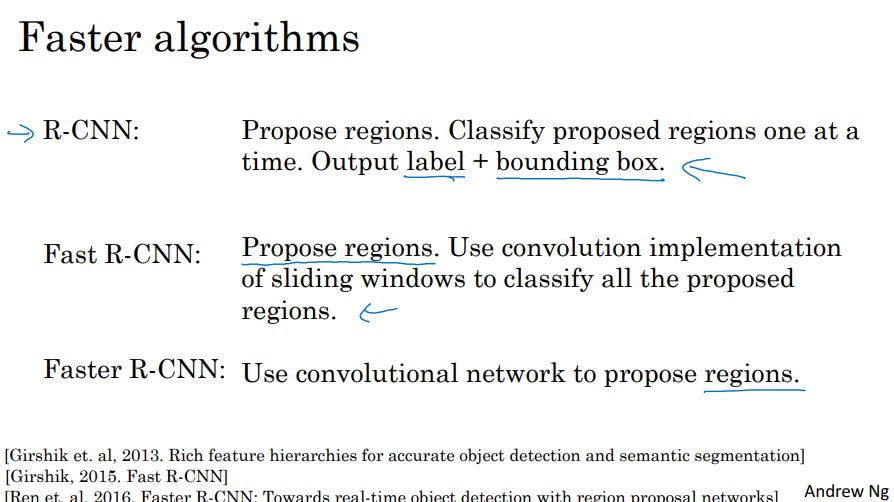 Faster algorithms
R-CNN: Propose regions. Classify proposed regions one at a
time. Output label + bounding box.
Fast R-CNN: Propose regions. Use convolution implementation
of sliding windows to classify all the proposed
regions.
Faster R-CNN: Use convolutional network to propose regions.
[Girshik et. al, 2013. Rich feature hierarchies for accurate object detection and semantic segmentation]
[Girshik, 2015. Fast R-CNN]
[Ren et. al, 2016. Faster R-CNN: Towards real-time object detection with region proposal networks]
Andrew Ng